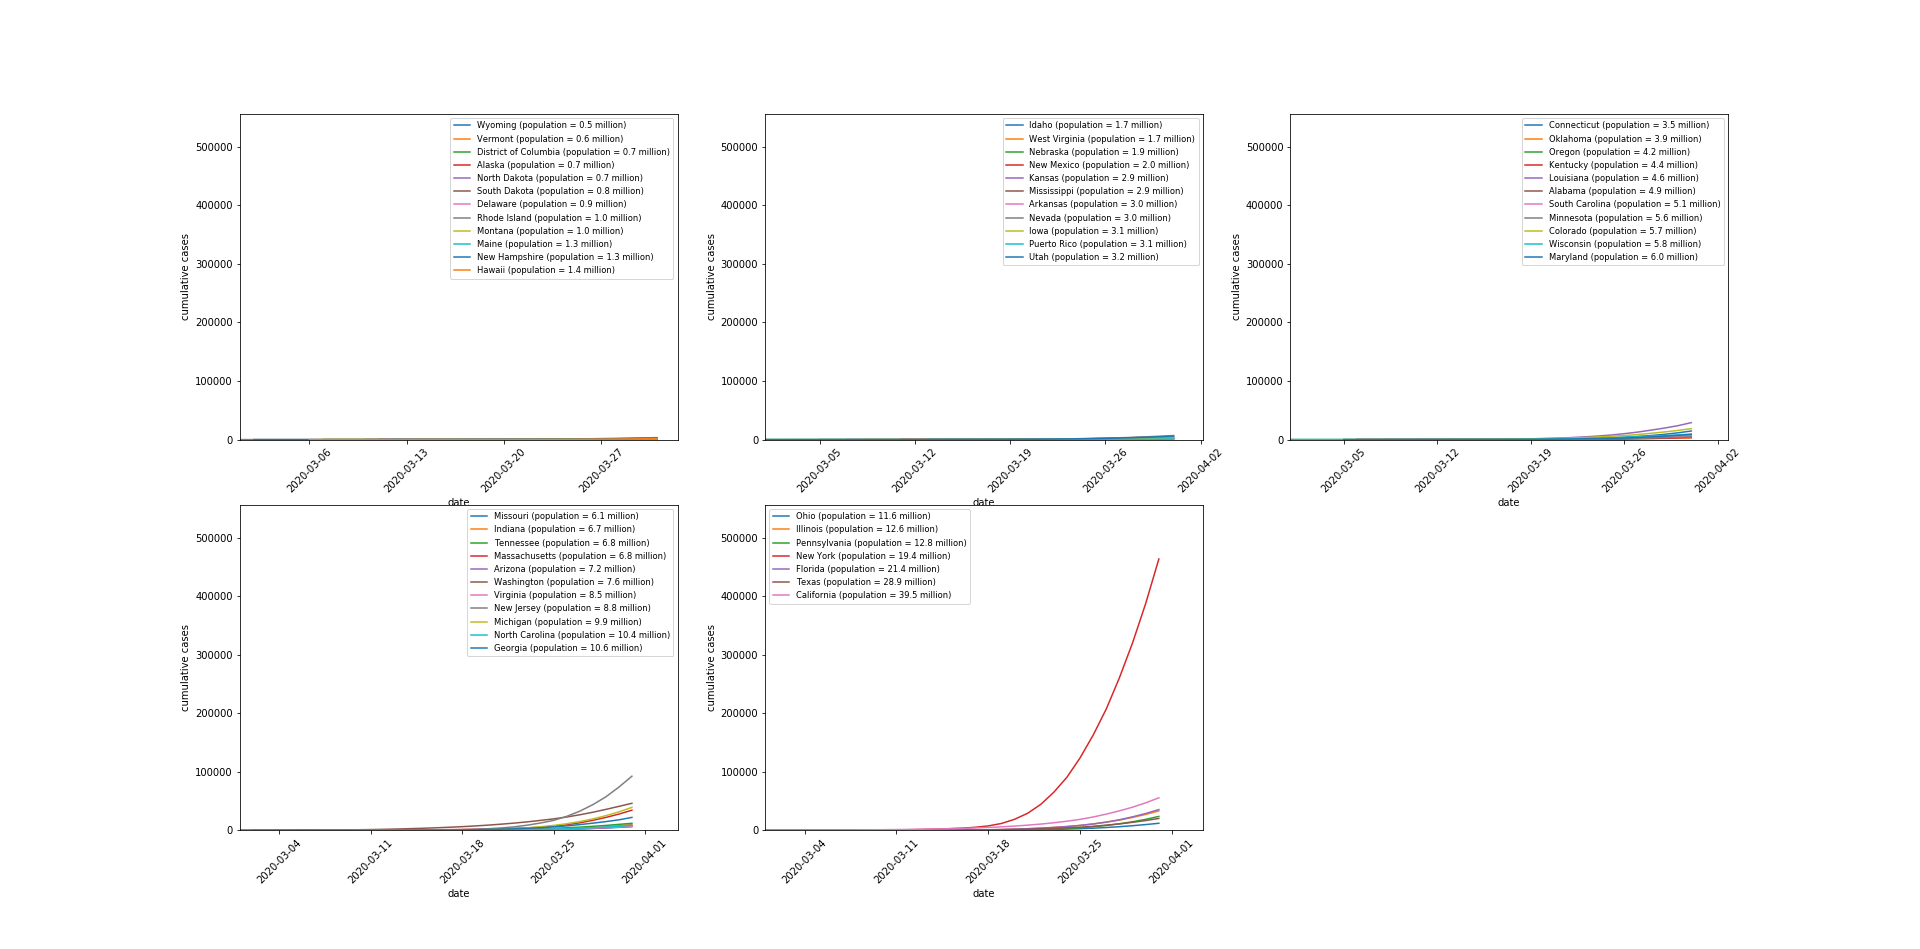 500000
400000
300000
200000
100000
0
cumulative cases
Wyoming (population = 0.5 million)
Vermont (population = 0.6 million)
District of Columbia (population = 0.7 million)
Alaska (population = 0.7 million)
North Dakota (population = 0.7 million)
South Dakota (population = 0.8 million)
Delaware (population = 0.9 million)
Rhode Island (population = 1.0 million)
Montana (population = 1.0 million)
Maine (population = 1.3 million)
New Hampshire (population = 1.3 million)
Hawaii (population = 1.4 million)
2020-03-06
2020-03-13
2020-03-20
2020-03-27
date
500000
400000
300000
200000
100000
0
cumulative cases
Idaho (population = 1.7 million)
West Virginia (population = 1.7 million)
Nebraska (population = 1.9 million)
New Mexico (population = 2.0 million)
Kansas (population = 2.9 million)
Mississippi (population = 2.9 million)
Arkansas (population = 3.0 million)
Nevada (population = 3.0 million)
Iowa (population = 3.1 million)
Puerto Rico (population = 3.1 million)
Utah (population = 3.2 million)
2020-03-05
2020-03-12
2020-03-19
2020-03-26
2020-04-02
date
500000
400000
300000
200000
100000
0
cumulative cases
Connecticut (population = 3.5 million)
Oklahoma (population = 3.9 million)
Oregon (population = 4.2 million)
Kentucky (population = 4.4 million)
Louisiana (population = 4.6 million)
Alabama (population = 4.9 million)
South Carolina (population = 5.1 million)
Minnesota (population = 5.6 million)
Colorado (population = 5.7 million)
Wisconsin (population = 5.8 million)
Maryland (population = 6.0 million)
2020-03-05
2020-03-12
2020-03-19
2020-03-26
2020-04-02
date
500000
400000
300000
200000
100000
0
cumulative cases
Missouri (population = 6.1 million)
Indiana (population = 6.7 million)
Tennessee (population = 6.8 million)
Massachusetts (population = 6.8 million)
Arizona (population = 7.2 million)
Washington (population = 7.6 million)
Virginia (population = 8.5 million)
New Jersey (population = 8.8 million)
Michigan (population = 9.9 million)
North Carolina (population = 10.4 million)
Georgia (population = 10.6 million)
2020-03-04
2020-03-11
2020-03-18
2020-03-25
2020-04-01
date
500000
400000
300000
200000
100000
0
cumulative cases
Ohio (population = 11.6 million)
Illinois (population = 12.6 million)
Pennsylvania (population = 12.8 million)
New York (population = 19.4 million)
Florida (population = 21.4 million)
Texas (population = 28.9 million)
California (population = 39.5 million)
2020-03-04
2020-03-11
2020-03-18
2020-03-25
2020-04-01
date